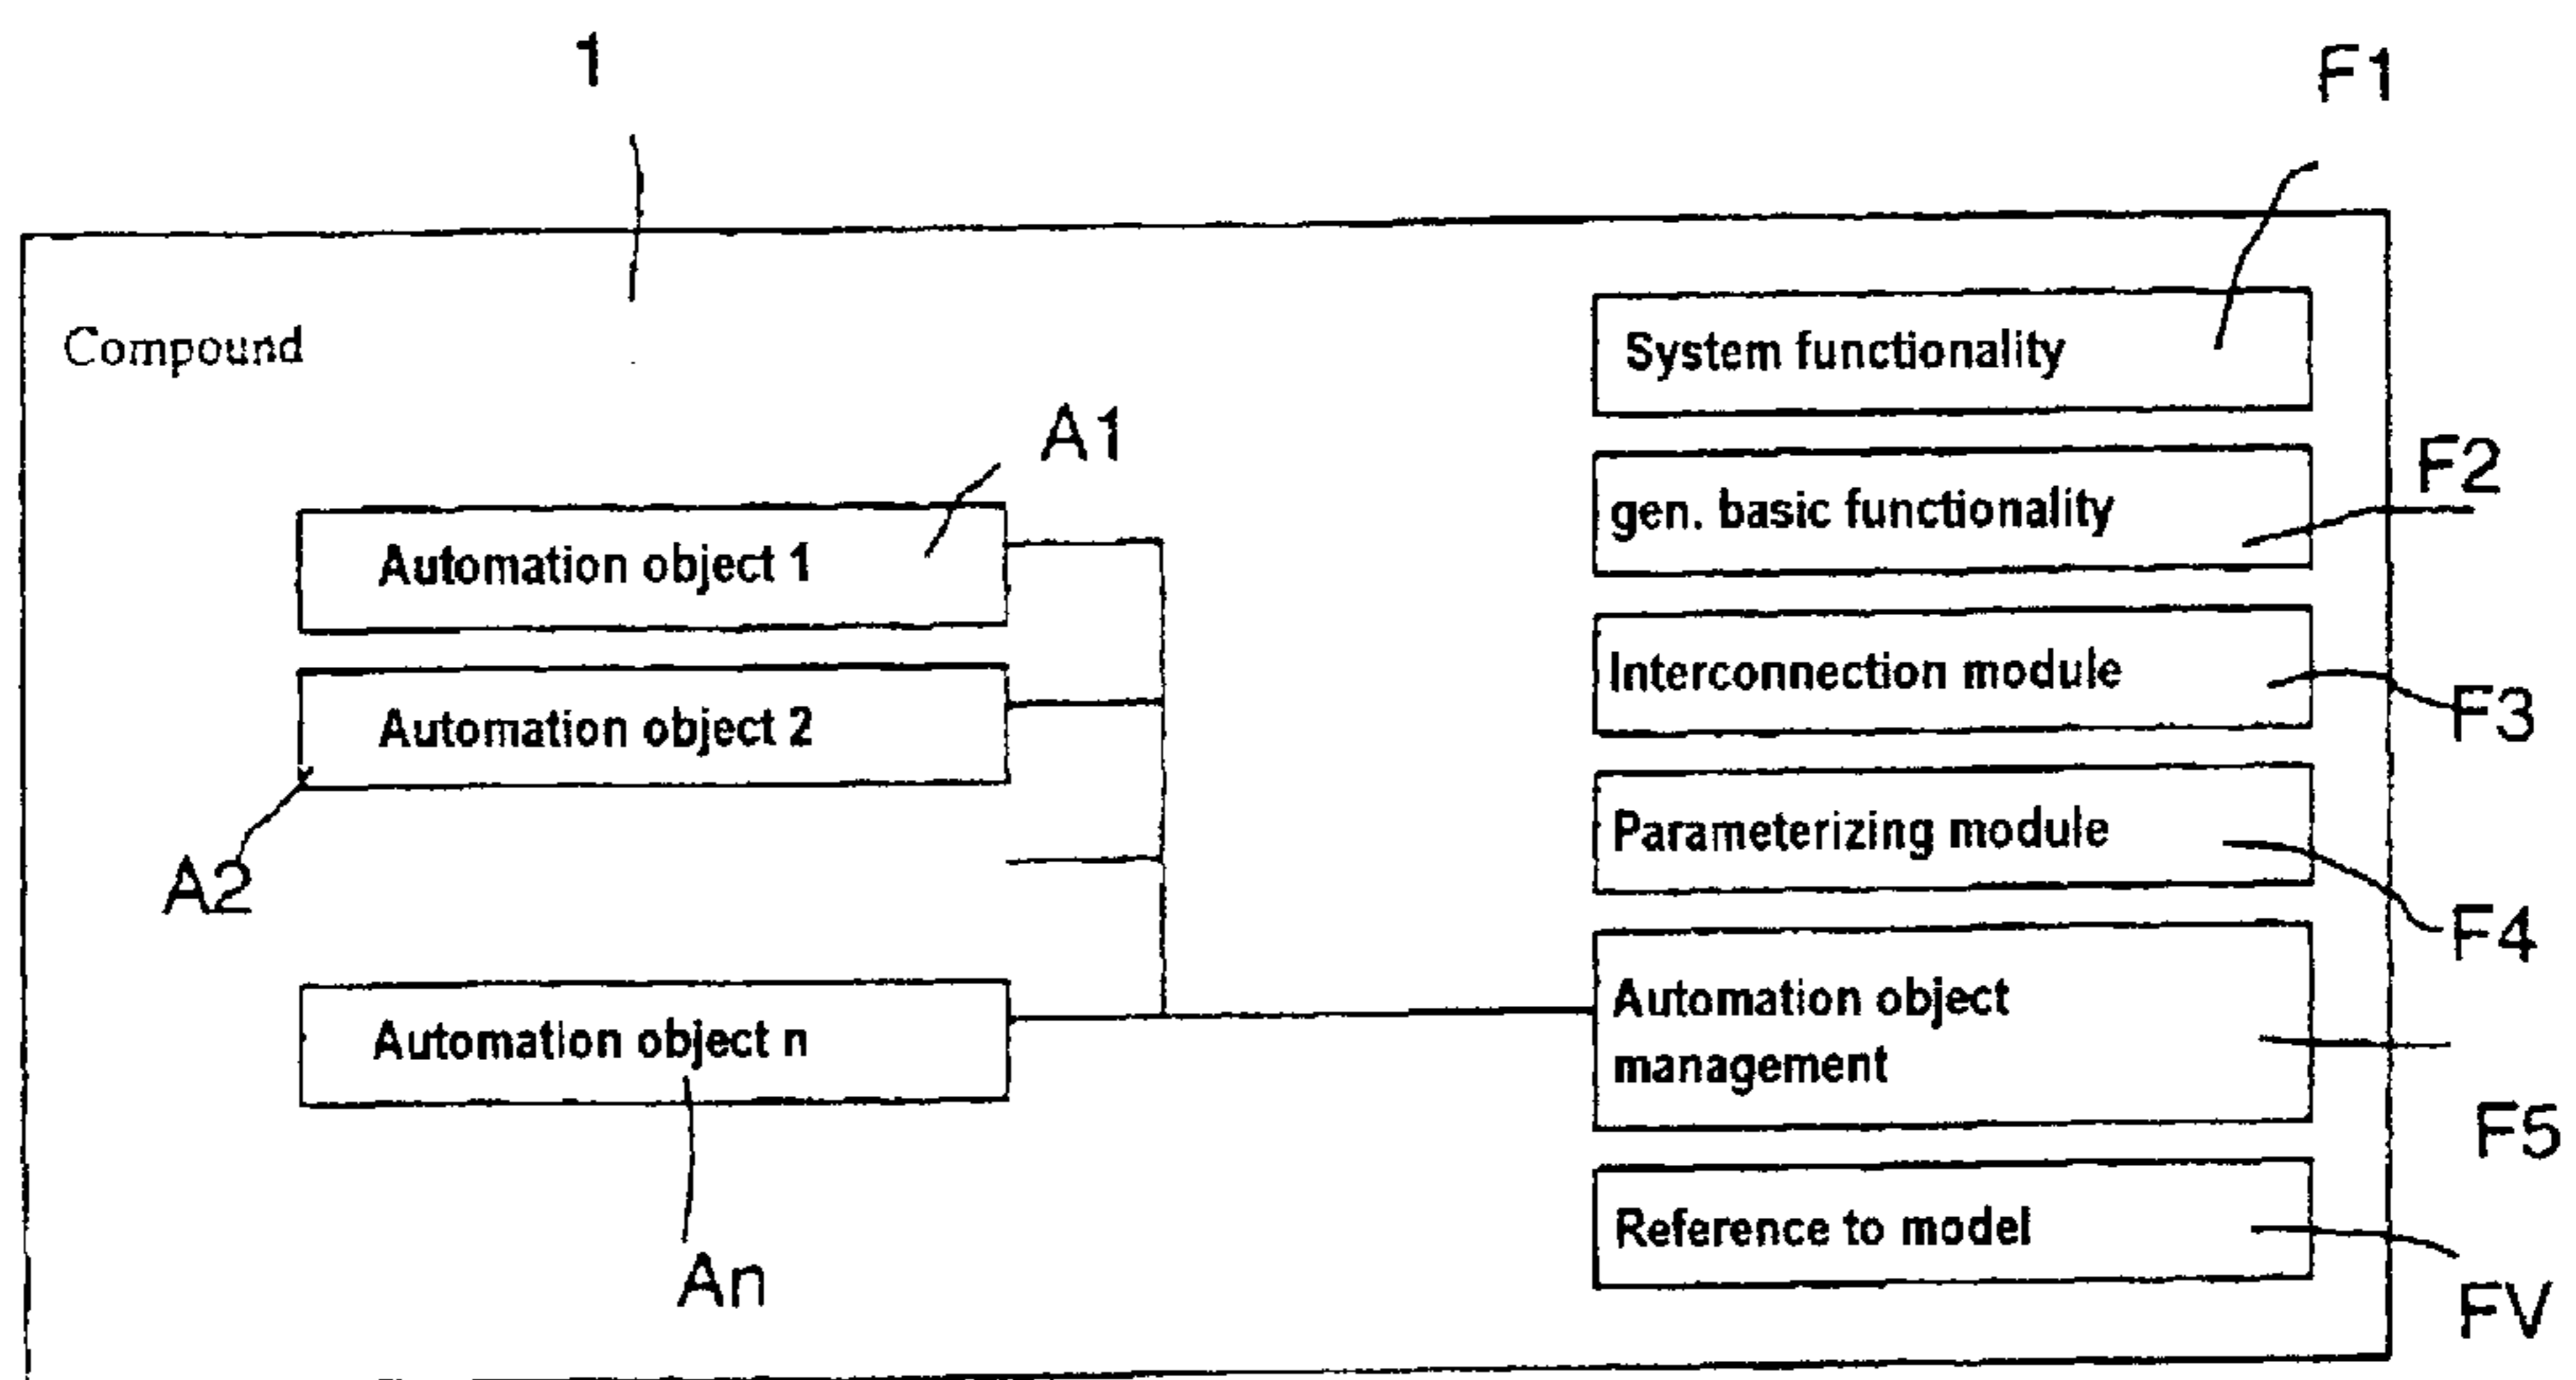 1
F1
Compound
System functionality
A1
gen. basic functionality
F2
Automation object 1
Interconnection module
F3
Automation object 2
Parameterizing module
A2
F4
Automation object n
Automation object
management
F5
An
Reference to model
FV